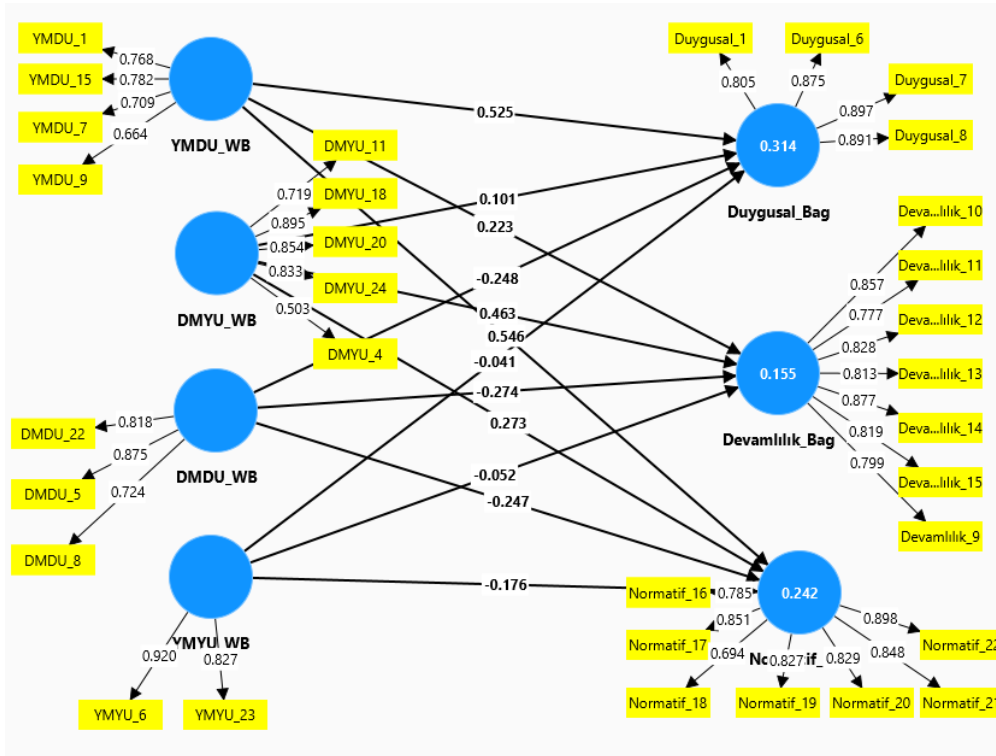 YMDU_1
YMDU_15
YMDU_7
YMDU_9
0.768
0.782
0.709
0.664
YMDU_WB
DMYU_11
DMYU_18
DMYU_20
DMYU_24
DMYU_4
0.719
0.895
0.854
0.833
0.503
DMYU_WB
DMDU_22
DMDU_5
DMDU_8
0.818
0.875
0.724
DMDU_WB
YMYU_WB
0.920
0.827
YMYU_6
YMYU_23
0.525
0.101
0.223
-0.248
0.463
0.546
-0.041
-0.274
0.273
-0.052
-0.247
-0.176
Duygusal_1
Duygusal_6
Duygusal_7
Duygusal_8
0.805
0.875
0.897
0.891
0.314
Duygusal_Bag
Deva...lılık_10
Deva...lılık_11
Deva...lılık_12
Deva...lılık_13
Deva...lılık_14
Deva...lılık_15
Devamlılık_9
0.857
0.777
0.828
0.813
0.877
0.819
0.799
0.155
Devamlılık_Bag
Normatif_16
Normatif_17
Normatif_18
Normatif_19
Normatif_20
Normatif_21
Normatif_22
0.785
0.851
0.694
0.827
0.829
0.848
0.898
0.242